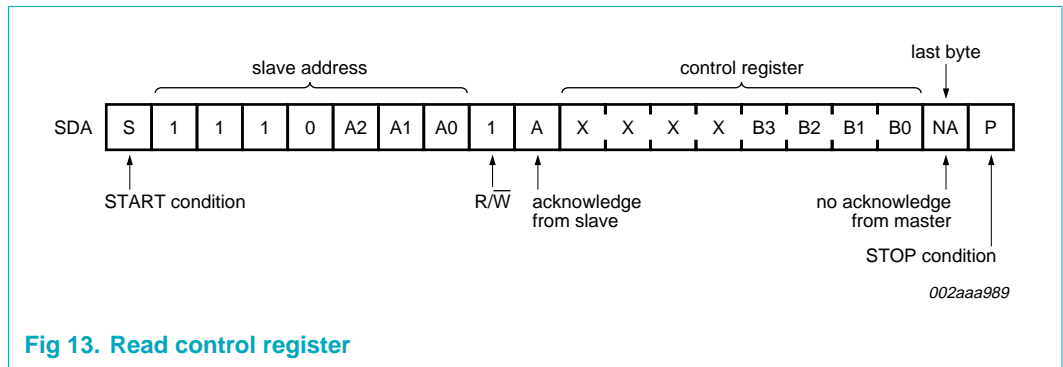 last byte
slave address control register
SDA S 1 1 1 0 A2 A1 A0 1 A X X X X B3 B2 B1 B0 NA P
START condition R/W̅ acknowledge from slave no acknowledge from master
STOP condition
002aaa989
Fig 13. Read control register